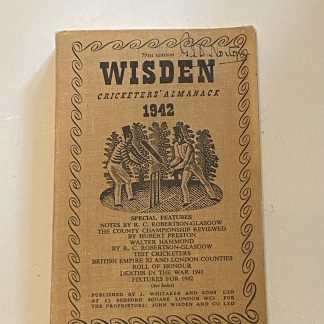 79TH EDITION
WISDEN
CRICKETERS' ALMANACK
1942
SPECIAL FEATURES
NOTES BY R. C. ROBERTSON-GLASGOW
THE COUNTY CHAMPIONSHIP REVIEWED
BY HUBERT PRESTON
WALTER HAMMOND
BY R. C. ROBERTSON-GLASGOW
TEST CRICKETERS
BRITISH EMPIRE XI AND LONDON COUNTIES
ROLL OF HONOUR
DEATHS IN THE WAR 1941
FIXTURES FOR 1942
(See Index)
PUBLISHED BY J. WHITAKER AND SONS LTD
AT 13 BEDFORD SQUARE LONDON WC1 FOR
THE PROPRIETORS: JOHN WISDEN AND CO LTD